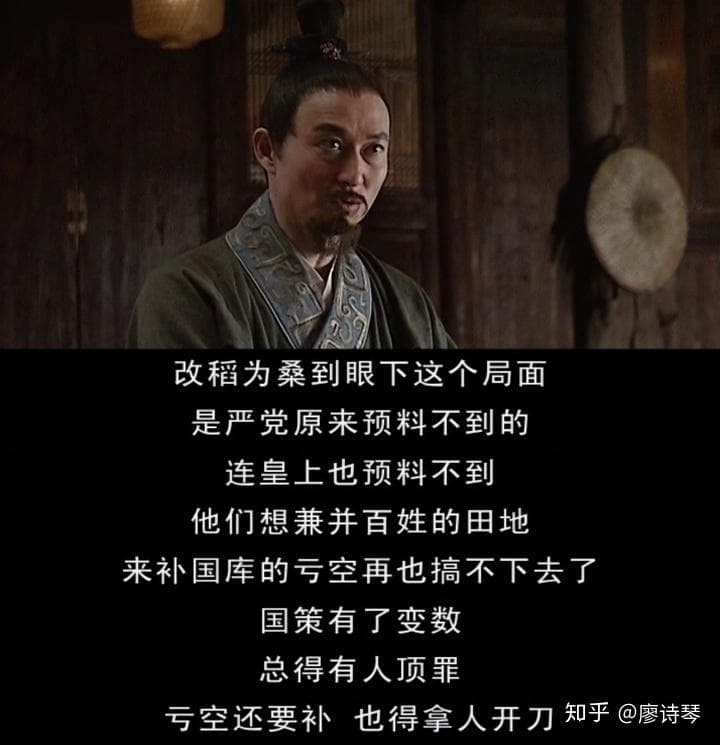 改稻为桑到眼下这个局面
是严党原来预料不到的
连皇上也预料不到
他们想兼并百姓的田地
来补国库的亏空再也搞不下去了
国策有了变数
总得有人顶罪
亏空还要补 也得拿人开刀
知乎 @廖诗琴